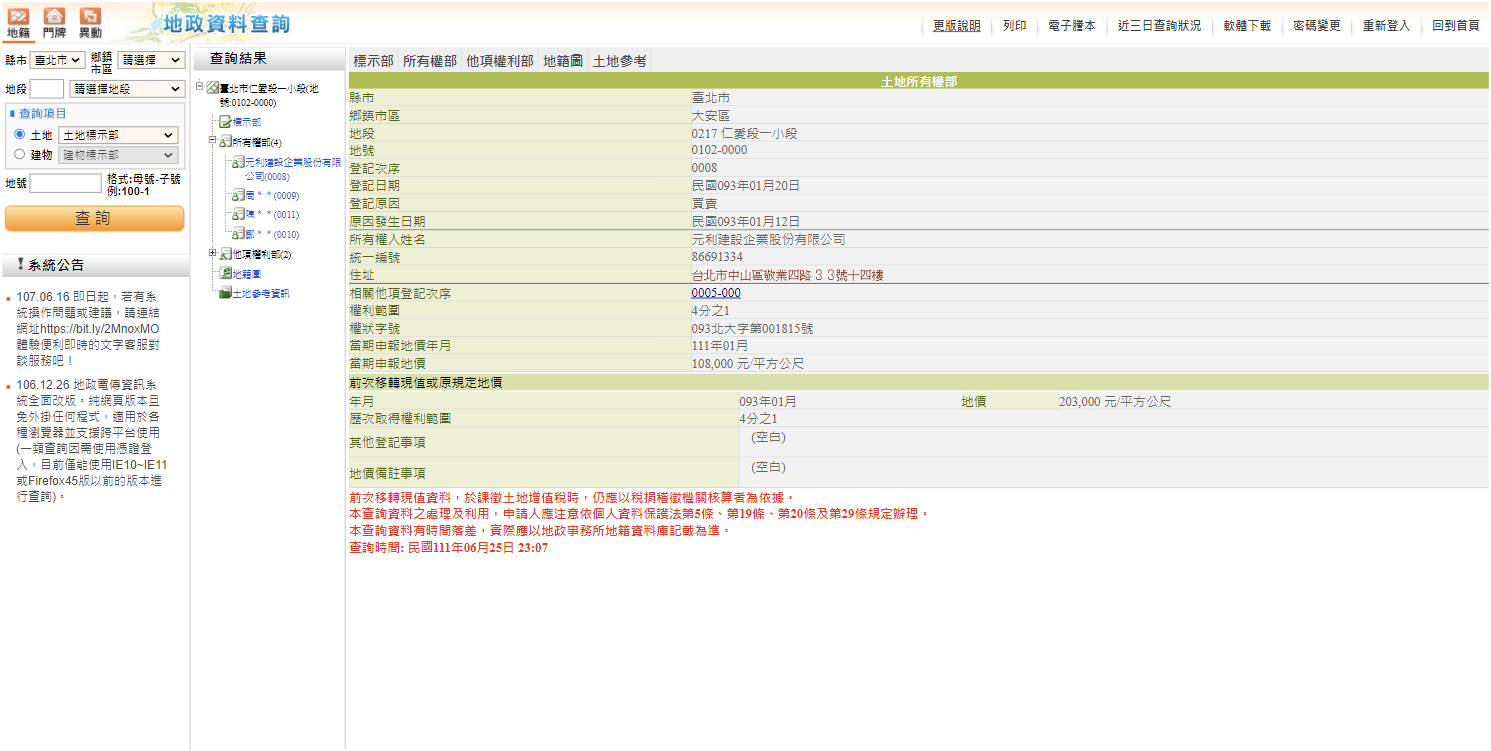 地籍 門牌 異動
地政資料查詢
更版說明 列印 電子謄本 近三日查詢狀況 軟體下載 密碼變更 重新登入 回到首頁
縣市 臺北市 鄉鎮市區 請選擇
地段 請選擇地段
查詢項目
土地 土地標示部
建物 建物標示部
地號 格式:母號-子號
例:100-1
查 詢
系統公告
107.06.16 即日起，若有系
統操作問題或建議，請連結
網址https://bit.ly/2MnoxMO
體驗便利即時的文字客服對
談服務吧！
106.12.26 地政電傳資訊系
統全面改版。純網頁版本且
免外掛任何程式，適用於各
種瀏覽器並支援跨平台使用
(一類查詢因需使用憑證登
入，目前僅能使用IE10~IE11
或Firefox45版以前的版本進
行查詢)。
查詢結果
臺北市仁愛段一小段(地
號:0102-0000)
標示部
所有權部(4)
元利建設企業股份有限
公司(0008)
周＊＊(0009)
陳＊＊(0011)
鄭＊＊(0010)
他項權利部(2)
地籍圖
土地參考資訊
標示部 所有權部 他項權利部 地籍圖 土地參考
土地所有權部
縣市 臺北市
鄉鎮市區 大安區
地段 0217 仁愛段一小段
地號 0102-0000
登記次序 0008
登記日期 民國093年01月20日
登記原因 買賣
原因發生日期 民國093年01月12日
所有權人姓名 元利建設企業股份有限公司
統一編號 86691334
住址 台北市中山區敬業四路３３號十四樓
相關他項登記次序 0005-000
權利範圍 4分之1
權狀字號 093北大字第001815號
當期申報地價年月 111年01月
當期申報地價 108,000 元/平方公尺
前次移轉現值或原規定地價
年月 093年01月 地價 203,000 元/平方公尺
歷次取得權利範圍 4分之1
其他登記事項 (空白)
地價備註事項 (空白)
前次移轉現值資料，於課徵土地增值稅時，仍應以稅捐稽徵機關核算者為依據。
本查詢資料之處理及利用，申請人應注意依個人資料保護法第5條、第19條、第20條及第29條規定辦理。
本查詢資料有時間落差，實際應以地政事務所地籍資料庫記載為準。
查詢時間: 民國111年06月25日 23:07